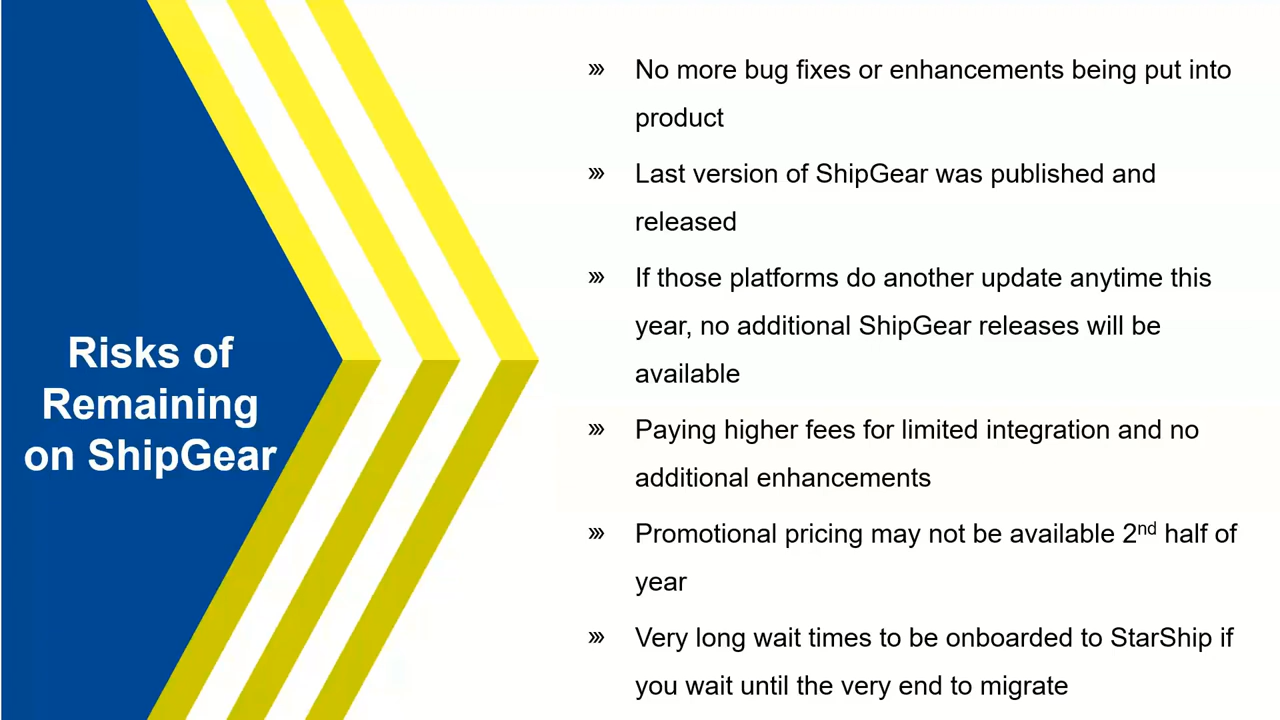 Risks of
Remaining
on ShipGear
No more bug fixes or enhancements being put into
product
Last version of ShipGear was published and
released
If those platforms do another update anytime this
year, no additional ShipGear releases will be
available
Paying higher fees for limited integration and no
additional enhancements
Promotional pricing may not be available 2nd half of
year
Very long wait times to be onboarded to StarShip if
you wait until the very end to migrate